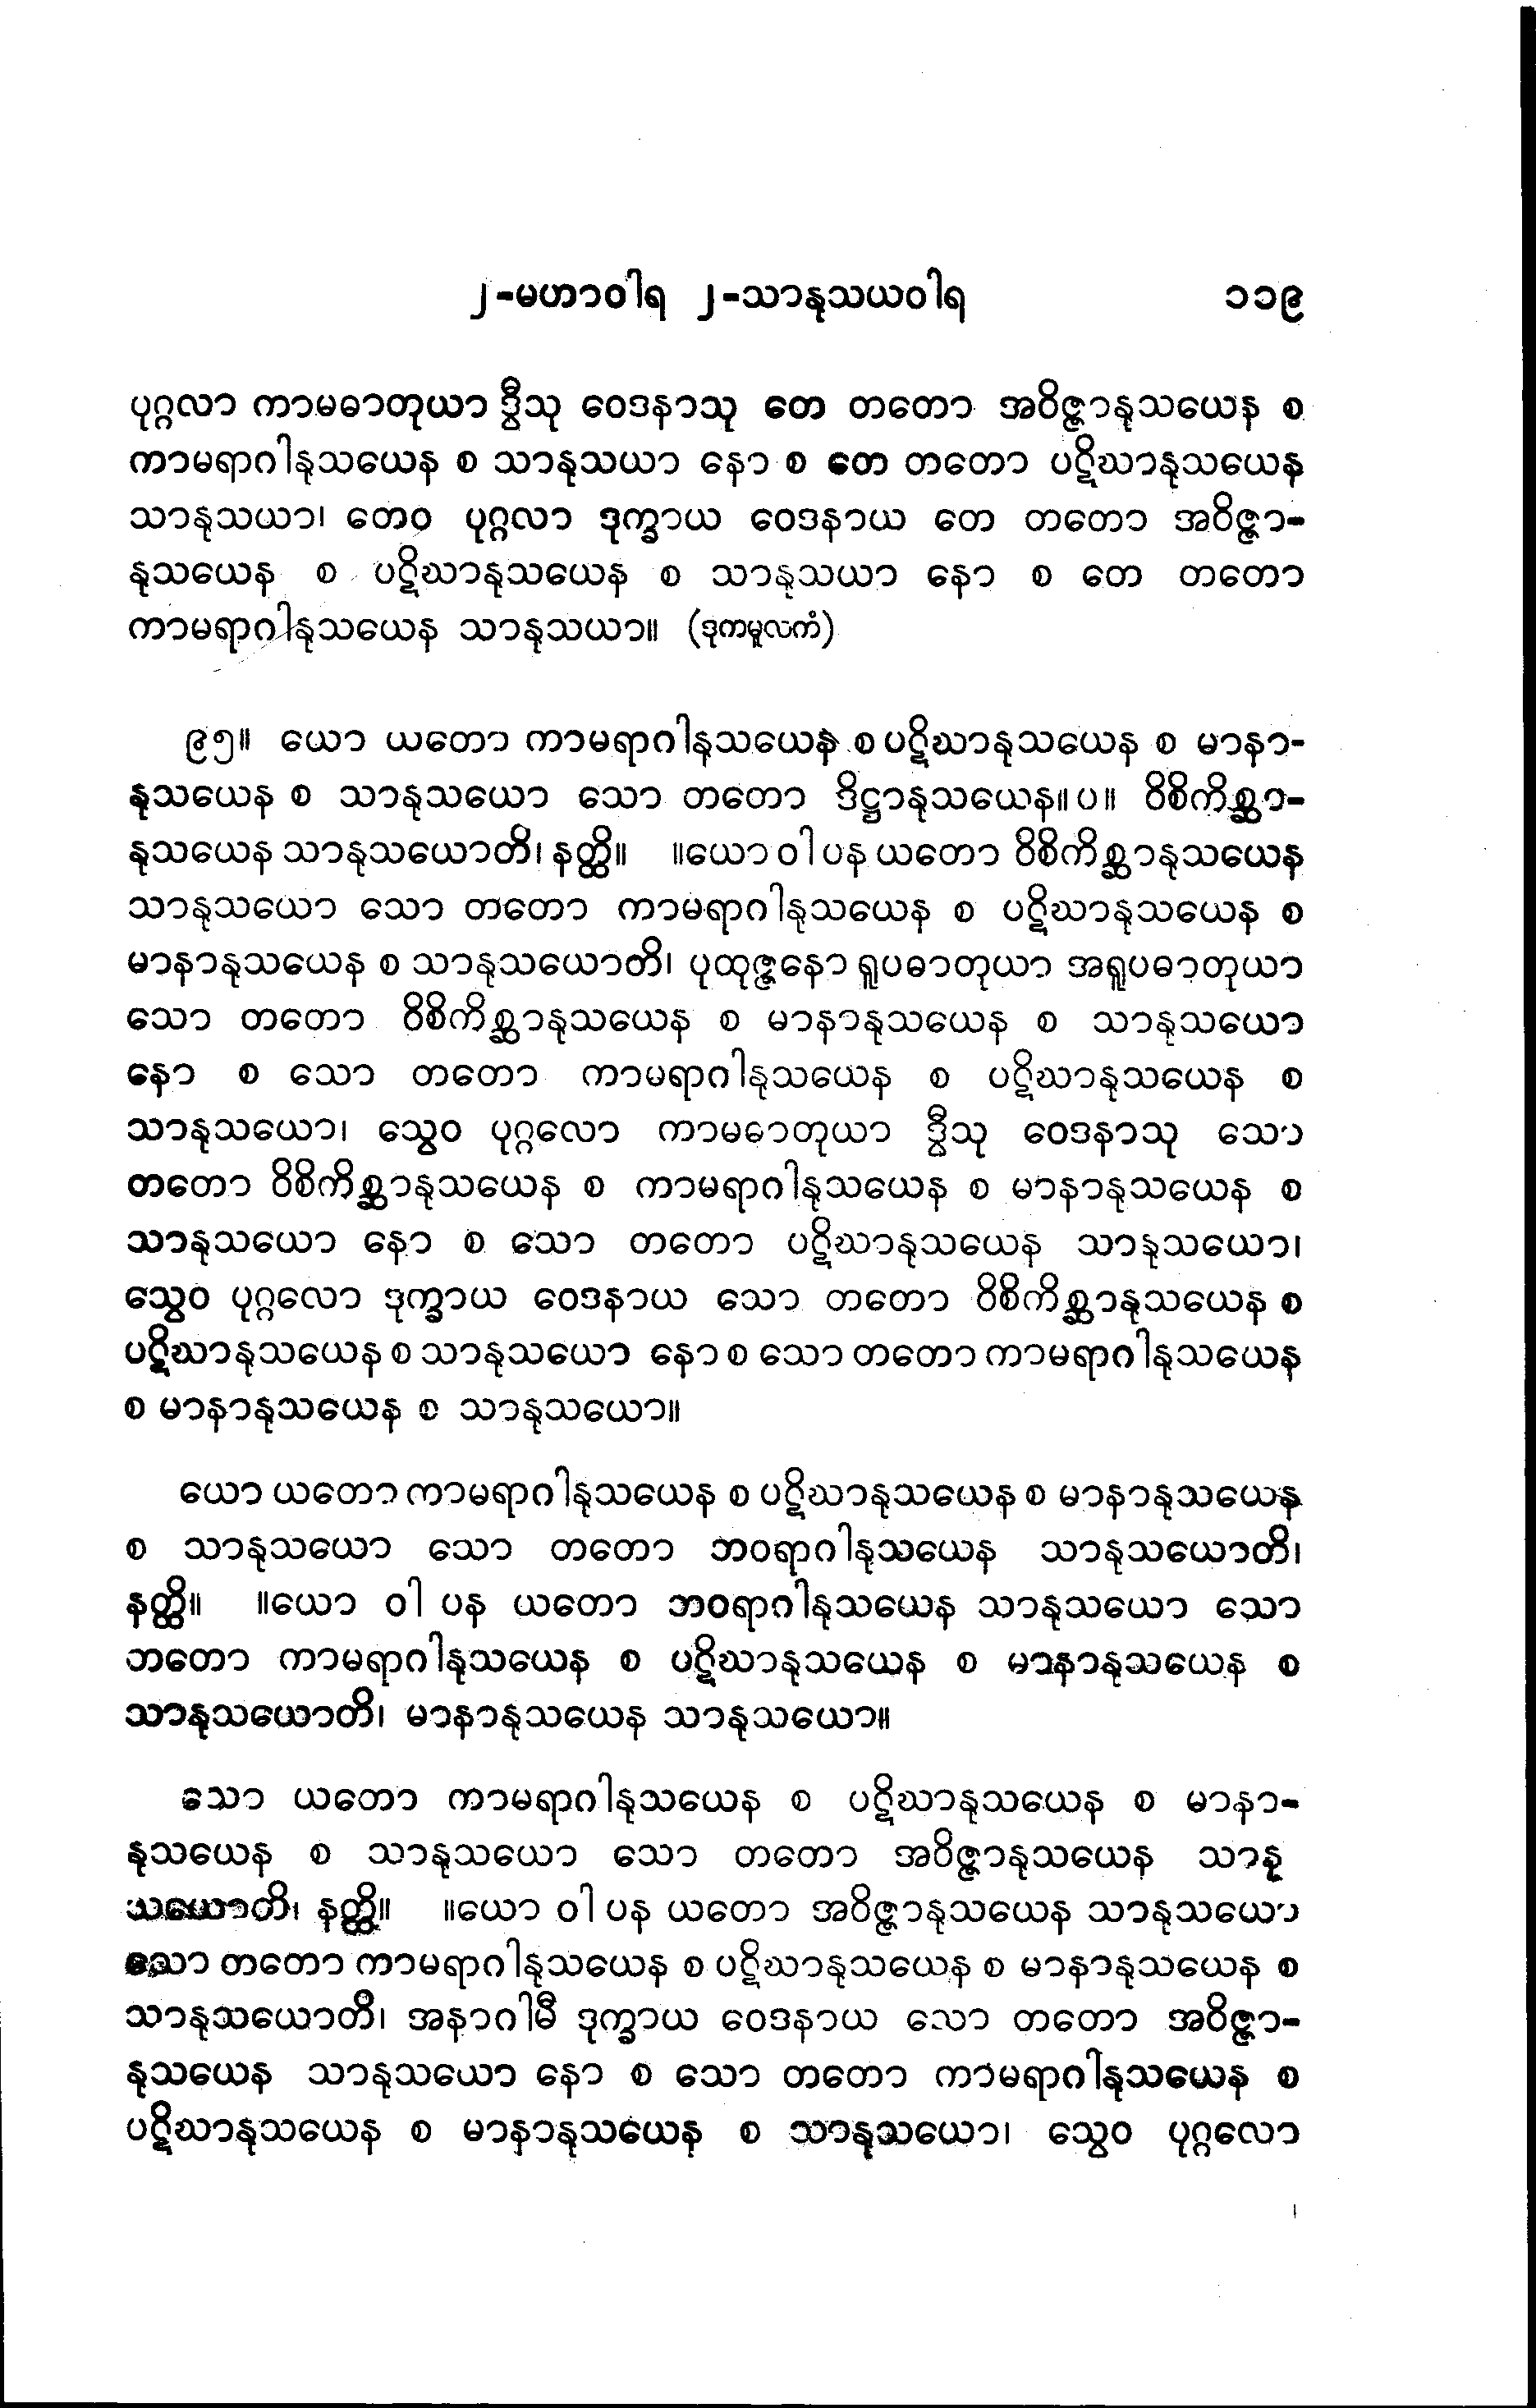 ၂-မဟာဝါရ ၂-သာနုသယဝါရ ၁၁၉
ပုဂ္ဂလာ ကာမဓာတုယာ ဒွီသု ဝေဒနာသု တေ တတော အဝိဇ္ဇာနုသယေန စ
ကာမရာဂါနုသယေန စ သာနုသယာ နော စ တေ တတော ပဋိဃာနုသယေန
သာနုသယာ၊ တေဝ ပုဂ္ဂလာ ဒုက္ခာယ ဝေဒနာယ တေ တတော အဝိဇ္ဇာ-
နုသယေန စ ပဋိဃာနုသယေန စ သာနုသယာ နော စ တေ တတော
ကာမရာဂါနုသယေန သာနုသယာ။ (ဒုကမူလကံ)
၉၅။ ယော ယတော ကာမရာဂါနုသယေန စ ပဋိဃာနုသယေန စ မာနာ-
နုသယေန စ သာနုသယော သော တတော ဒိဋ္ဌာနုသယေန။ ပ။ ဝိစိကိစ္ဆာ-
နုသယေန သာနုသယောတိ၊ နတ္ထိ။ ။ယော ဝါ ပန ယတော ဝိစိကိစ္ဆာနုသယေန
သာနုသယော သော တတော ကာမရာဂါနုသယေန စ ပဋိဃာနုသယေန စ
မာနာနုသယေန စ သာနုသယောတိ၊ ပုထုဇ္ဇနော ရူပဓာတုယာ အရူပဓာတုယာ
သော တတော ဝိစိကိစ္ဆာနုသယေန စ မာနာနုသယေန စ သာနုသယော
နော စ သော တတော ကာမရာဂါနုသယေန စ ပဋိဃာနုသယေန စ
သာနုသယော၊ သွေဝ ပုဂ္ဂလော ကာမဓာတုယာ ဒွီသု ဝေဒနာသု သော
တတော ဝိစိကိစ္ဆာနုသယေန စ ကာမရာဂါနုသယေန စ မာနာနုသယေန စ
သာနုသယော နော စ သော တတော ပဋိဃာနုသယေန သာနုသယော၊
သွေဝ ပုဂ္ဂလော ဒုက္ခာယ ဝေဒနာယ သော တတော ဝိစိကိစ္ဆာနုသယေန စ
ပဋိဃာနုသယေန စ သာနုသယော နော စ သော တတော ကာမရာဂါနုသယေန
စ မာနာနုသယေန စ သာနုသယော။
ယော ယတော ကာမရာဂါနုသယေန စ ပဋိဃာနုသယေန စ မာနာနုသယေန
စ သာနုသယော သော တတော ဘဝရာဂါနုသယေန သာနုသယောတိ၊
နတ္ထိ။ ။ယော ဝါ ပန ယတော ဘဝရာဂါနုသယေန သာနုသယော သော
ဘတော ကာမရာဂါနုသယေန စ ပဋိဃာနုသယေန စ မာနာနုသယေန စ
သာနုသယောတိ၊ မာနာနုသယေန သာနုသယော။
သော ယတော ကာမရာဂါနုသယေန စ ပဋိဃာနုသယေန စ မာနာ-
နုသယေန စ သာနုသယော သော တတော အဝိဇ္ဇာနုသယေန သာနု
သယောတိ၊ နတ္ထိ။ ။ယော ဝါ ပန ယတော အဝိဇ္ဇာနုသယေန သာနုသယော
သော တတော ကာမရာဂါနုသယေန စ ပဋိဃာနုသယေန စ မာနာနုသယေန စ
သာနုသယောတိ၊ အနာဂါမီ ဒုက္ခာယ ဝေဒနာယ သော တတော အဝိဇ္ဇာ-
နုသယေန သာနုသယော နော စ သော တတော ကာမရာဂါနုသယေန စ
ပဋိဃာနုသယေန စ မာနာနုသယေန စ သာနုသယော၊ သွေဝ ပုဂ္ဂလော